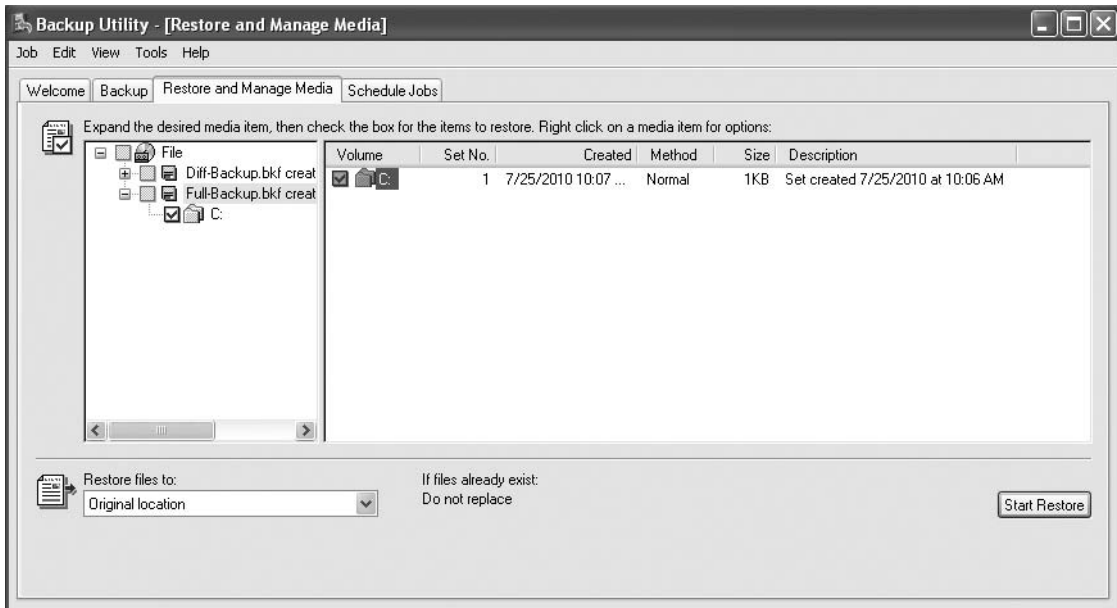 Backup Utility - [Restore and Manage Media]
Job Edit View Tools Help
Welcome Backup Restore and Manage Media Schedule Jobs
Expand the desired media item, then check the box for the items to restore. Right click on a media item for options:
File
Diff-Backup.bkf creat
Full-Backup.bkf creat
C:
Volume Set No. Created Method Size Description
C: 1 7/25/2010 10:07 ... Normal 1KB Set created 7/25/2010 at 10:06 AM
Restore files to:
Original location
If files already exist:
Do not replace
Start Restore